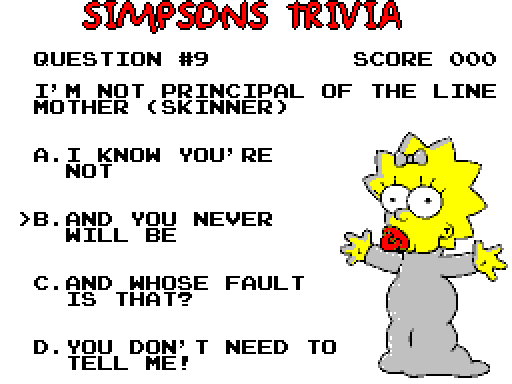 SIMPSONS TRIVIA
QUESTION #9 SCORE 000
I'M NOT PRINCIPAL OF THE LINE
MOTHER (SKINNER)
A.I KNOW YOU'RE
NOT
>B.AND YOU NEVER
WILL BE
C.AND WHOSE FAULT
IS THAT?
D.YOU DON'T NEED TO
TELL ME!